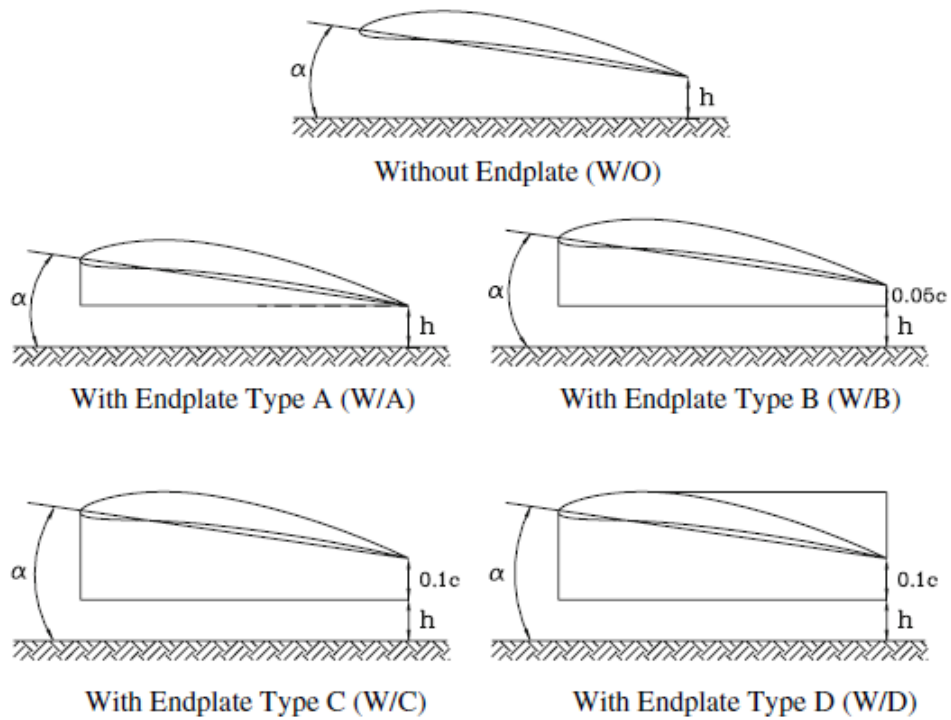 α
h
Without Endplate (W/O)
α
h
With Endplate Type A (W/A)
α
0.05c
h
With Endplate Type B (W/B)
α
0.1c
h
With Endplate Type C (W/C)
α
0.1c
h
With Endplate Type D (W/D)